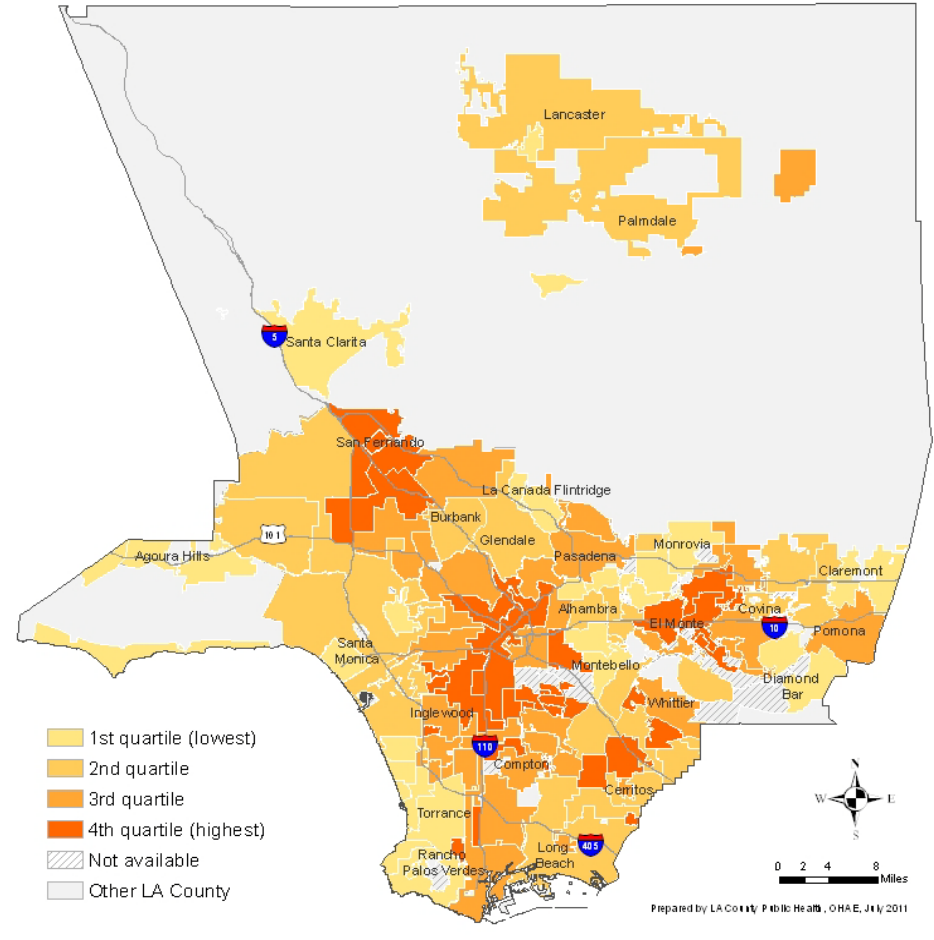 Lancaster
Palmdale
5
Santa Clarita
San Fernando
La Canada Flintridge
Burbank
101
Glendale
Pasadena
Monrovia
Agoura Hills
Claremont
Alhambra
Covina
El Monte
10
Pomona
Santa
Monica
Montebello
Diamond
Bar
Whittier
Inglewood
110
Compton
Cerritos
Torrance
405
Long
Beach
Rancho
Palos Verdes
1st quartile (lowest)
2nd quartile
3rd quartile
4th quartile (highest)
Not available
Other LA County
N
W
E
S
0 2 4 8
Miles
Prepared by LA County Public Health, OHAE, July 2011